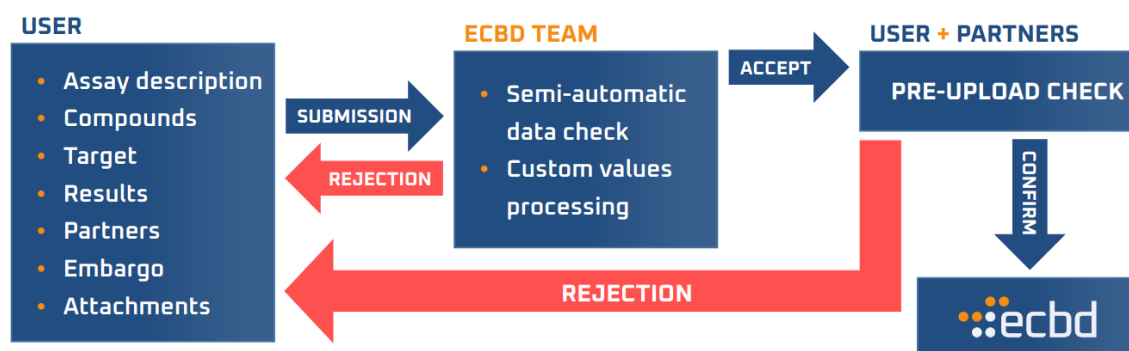 USER
• Assay description
• Compounds
• Target
• Results
• Partners
• Embargo
• Attachments
SUBMISSION
REJECTION
ECBD TEAM
• Semi-automatic
data check
• Custom values
processing
ACCEPT
USER + PARTNERS
PRE-UPLOAD CHECK
CONFIRM
REJECTION
ecbd